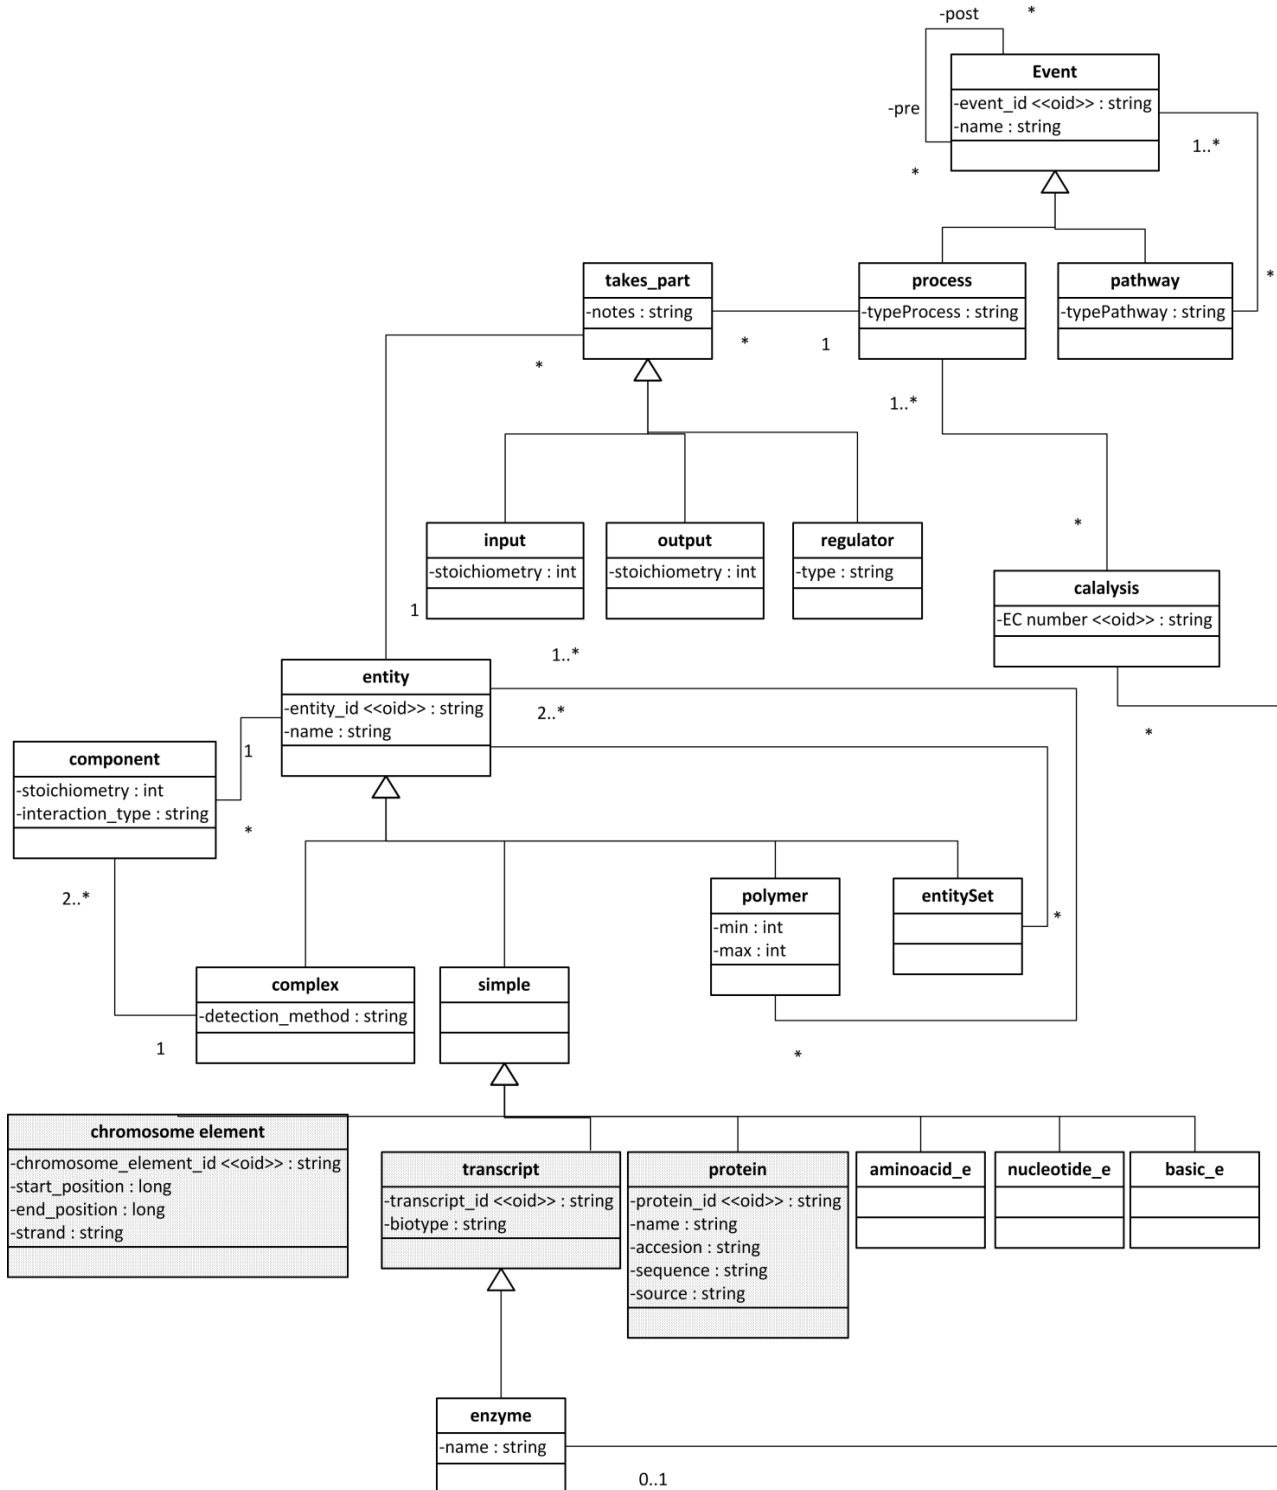 -post
*
Event
-event_id <<oid>> : string
-name : string
-pre
1..*
*
*
takes_part
-notes : string
process
-typeProcess : string
pathway
-typePathway : string
*
1
*
1..*
input
-stoichiometry : int
output
-stoichiometry : int
regulator
-type : string
*
calalysis
-EC number <<oid>> : string
1
1..*
entity
-entity_id <<oid>> : string
-name : string
2..*
*
component
-stoichiometry : int
-interaction_type : string
1
*
2..*
polymer
-min : int
-max : int
entitySet
*
complex
-detection_method : string
simple
1
*
chromosome element
-chromosome_element_id <<oid>> : string
-start_position : long
-end_position : long
-strand : string
transcript
-transcript_id <<oid>> : string
-biotype : string
protein
-protein_id <<oid>> : string
-name : string
-accesion : string
-sequence : string
-source : string
aminoacid_e
nucleotide_e
basic_e
enzyme
-name : string
0..1